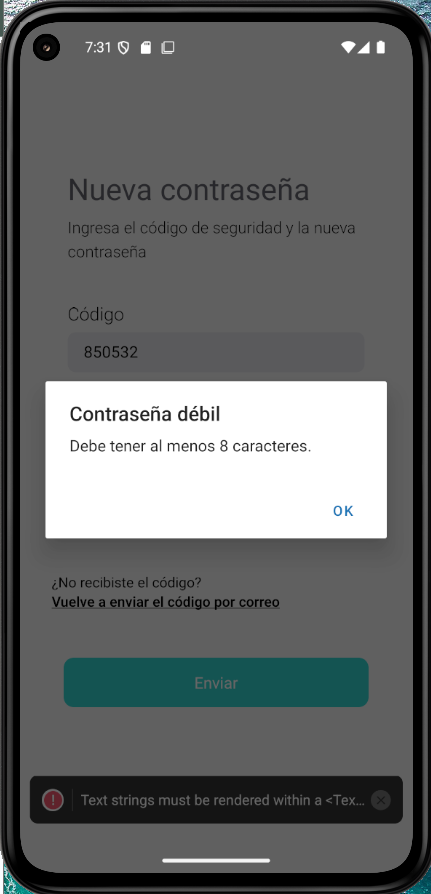 7:31
Nueva contraseña
Ingresa el código de seguridad y la nueva
contraseña
Código
850532
Contraseña débil
Debe tener al menos 8 caracteres.
OK
¿No recibiste el código?
Vuelve a enviar el código por correo
Enviar
Text strings must be rendered within a <Tex...